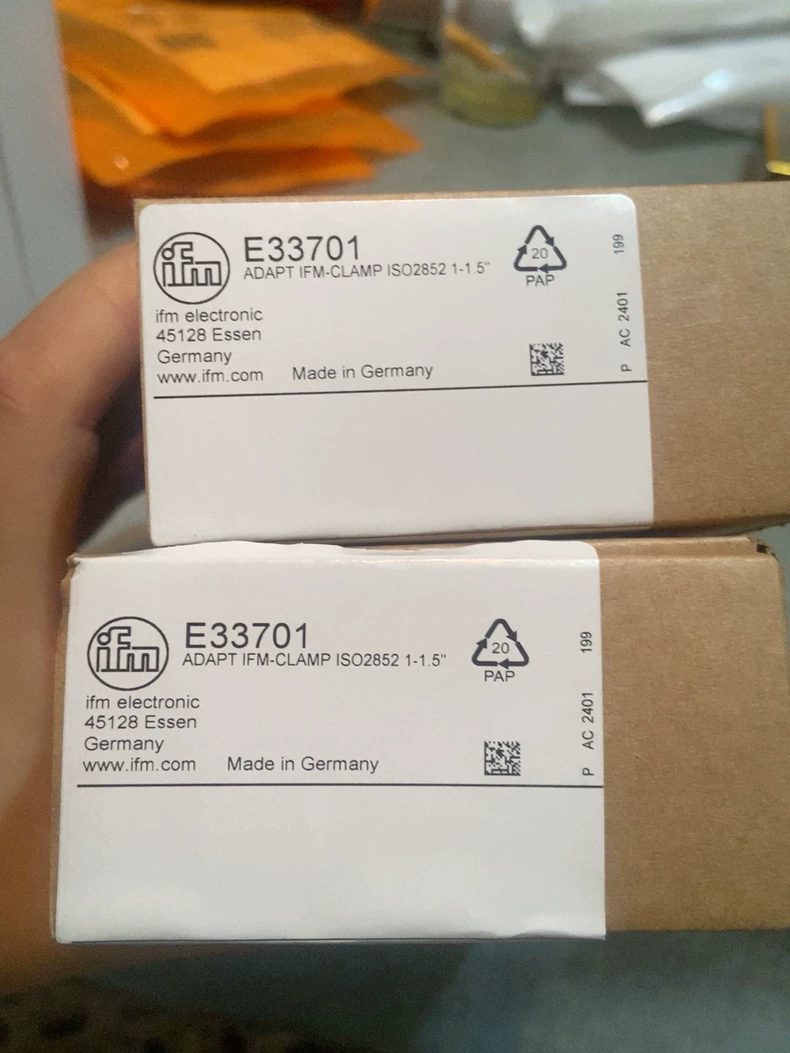 ifm
E33701
ADAPT IFM-CLAMP ISO2852 1-1.5"
20
PAP
ifm electronic
45128 Essen
Germany
www.ifm.com Made in Germany
P AC 2401 199
ifm
E33701
ADAPT IFM-CLAMP ISO2852 1-1.5"
20
PAP
ifm electronic
45128 Essen
Germany
www.ifm.com Made in Germany
P AC 2401 199